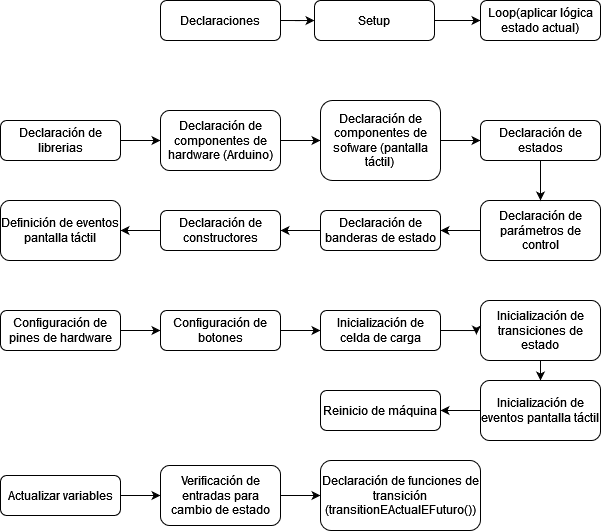 Declaraciones
Setup
Loop(aplicar lógica
estado actual)
Declaración de
librerias
Declaración de
componentes de
hardware (Arduino)
Declaración de
componentes de
sofware (pantalla
táctil)
Declaración de
estados
Definición de eventos
pantalla táctil
Declaración de
constructores
Declaración de
banderas de estado
Declaración de
parámetros de
control
Configuración de
pines de hardware
Configuración de
botones
Inicialización de
celda de carga
Inicialización de
transiciones de
estado
Reinicio de máquina
Inicialización de
eventos pantalla táctil
Actualizar variables
Verificación de
entradas para
cambio de estado
Declaración de funciones de
transición
(transitionEActualEFuturo())